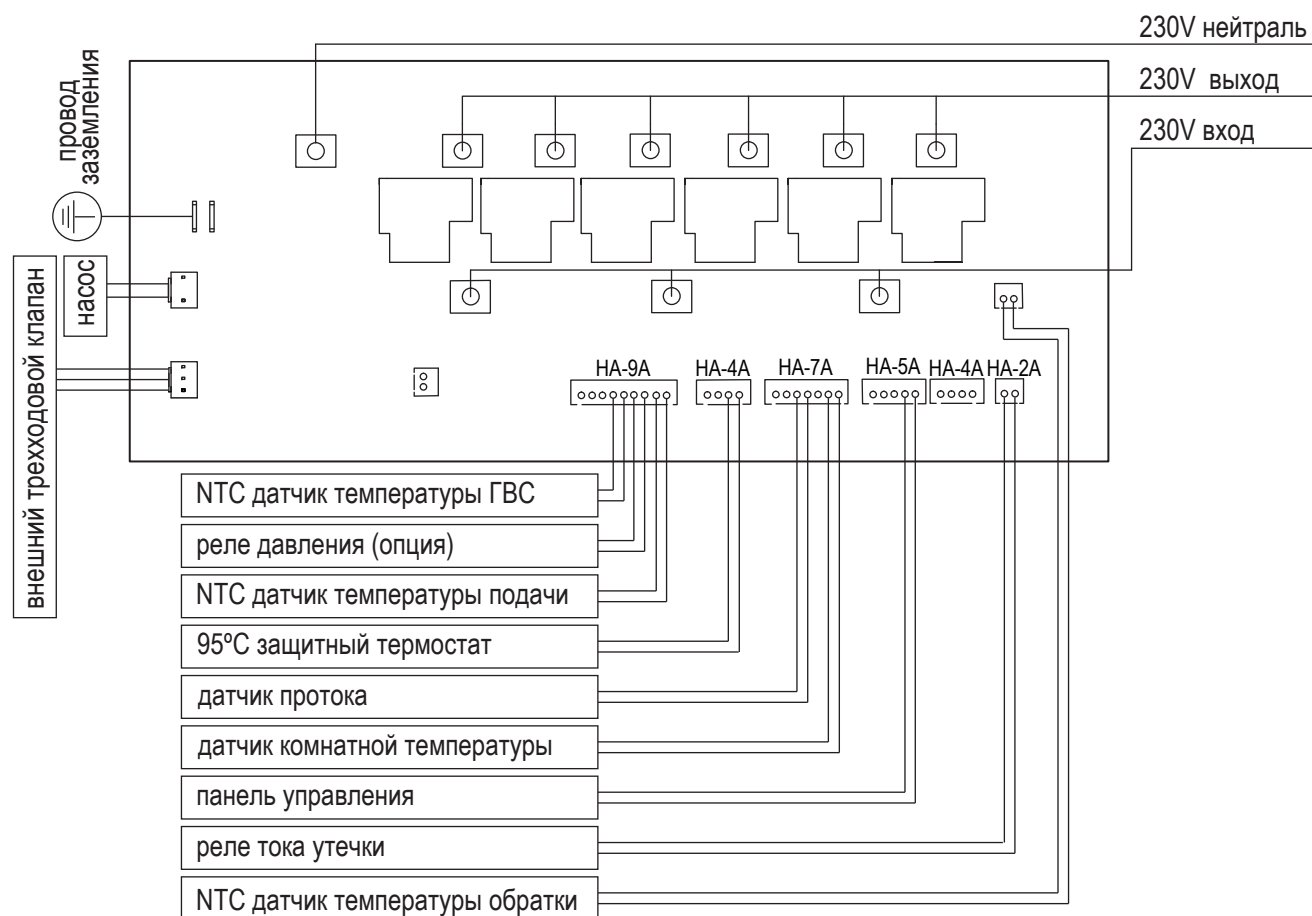 230V нейтраль
230V выход
230V вход
провод
заземления
насос
внешний трехходовой клапан
HA-9A
HA-4A
HA-7A
HA-5A
HA-4A
HA-2A
NTC датчик температуры ГВС
реле давления (опция)
NTC датчик температуры подачи
95ºC защитный термостат
датчик протока
датчик комнатной температуры
панель управления
реле тока утечки
NTC датчик температуры обратки